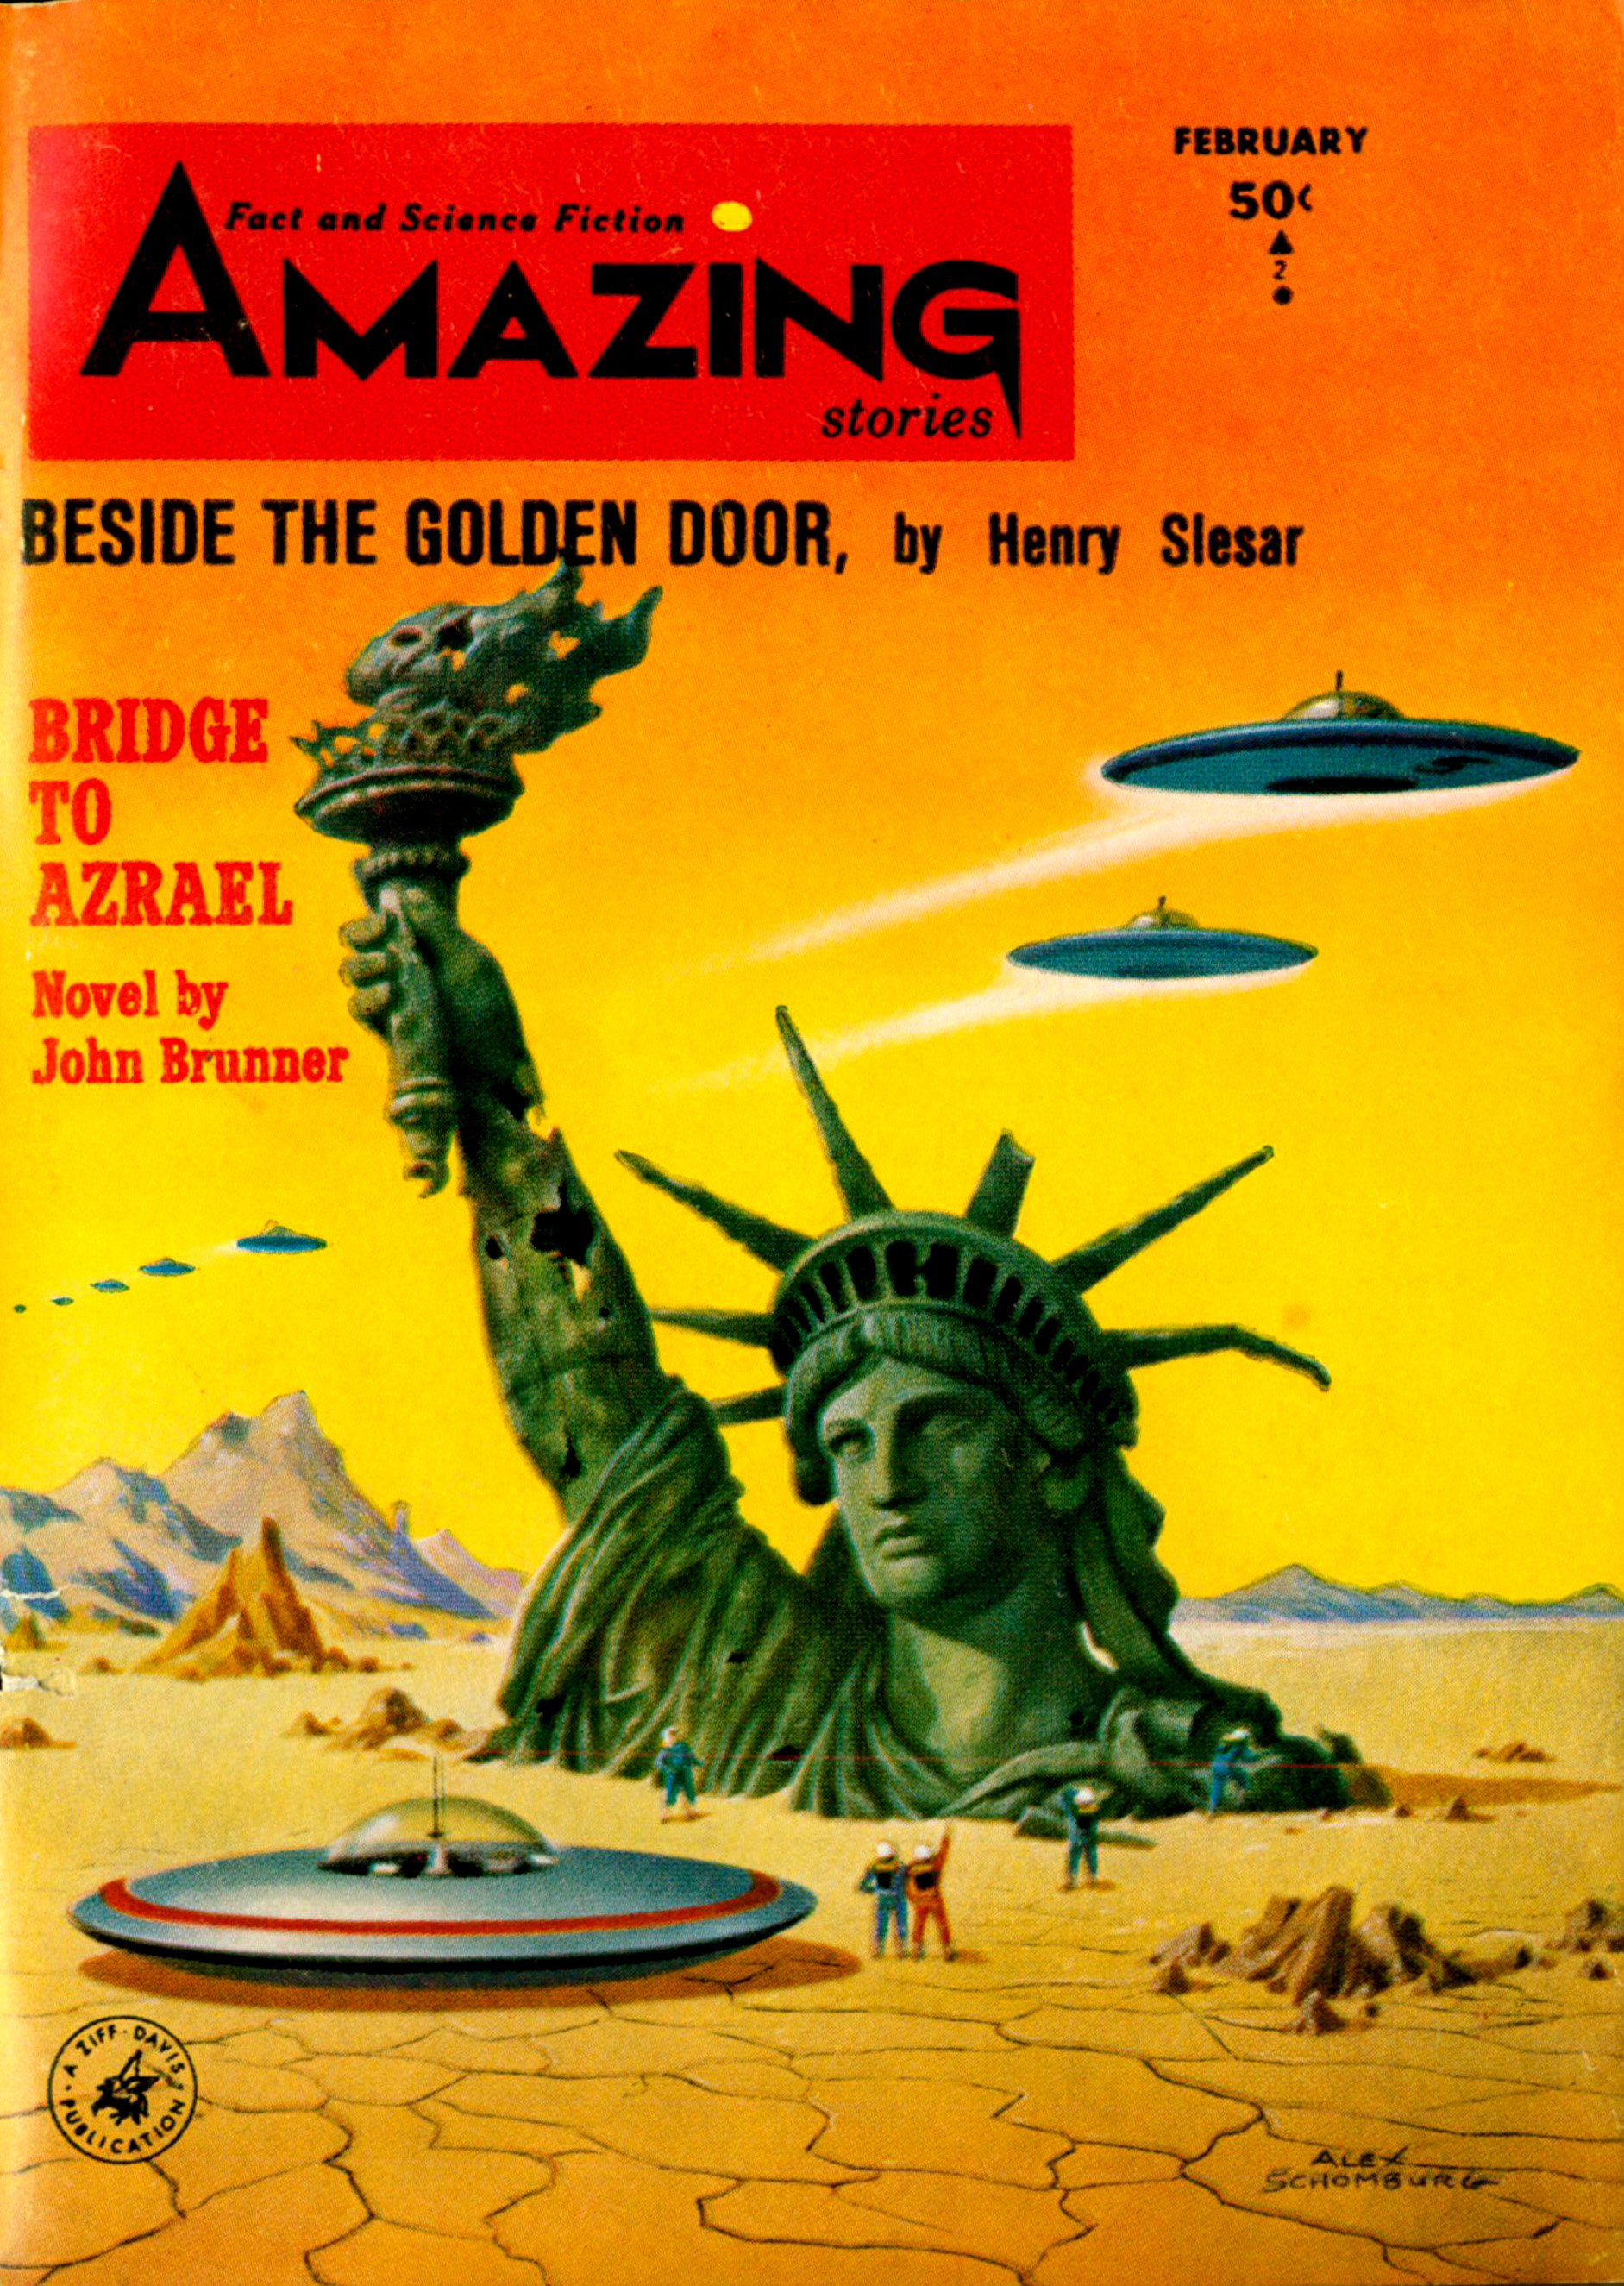 FEBRUARY
50¢
2
Fact and Science Fiction
AMAZING
stories
BESIDE THE GOLDEN DOOR, by Henry Slesar
BRIDGE
TO
AZRAEL
Novel by
John Brunner
A ZIFF-DAVIS PUBLICATION
ALEX
SCHOMBURG